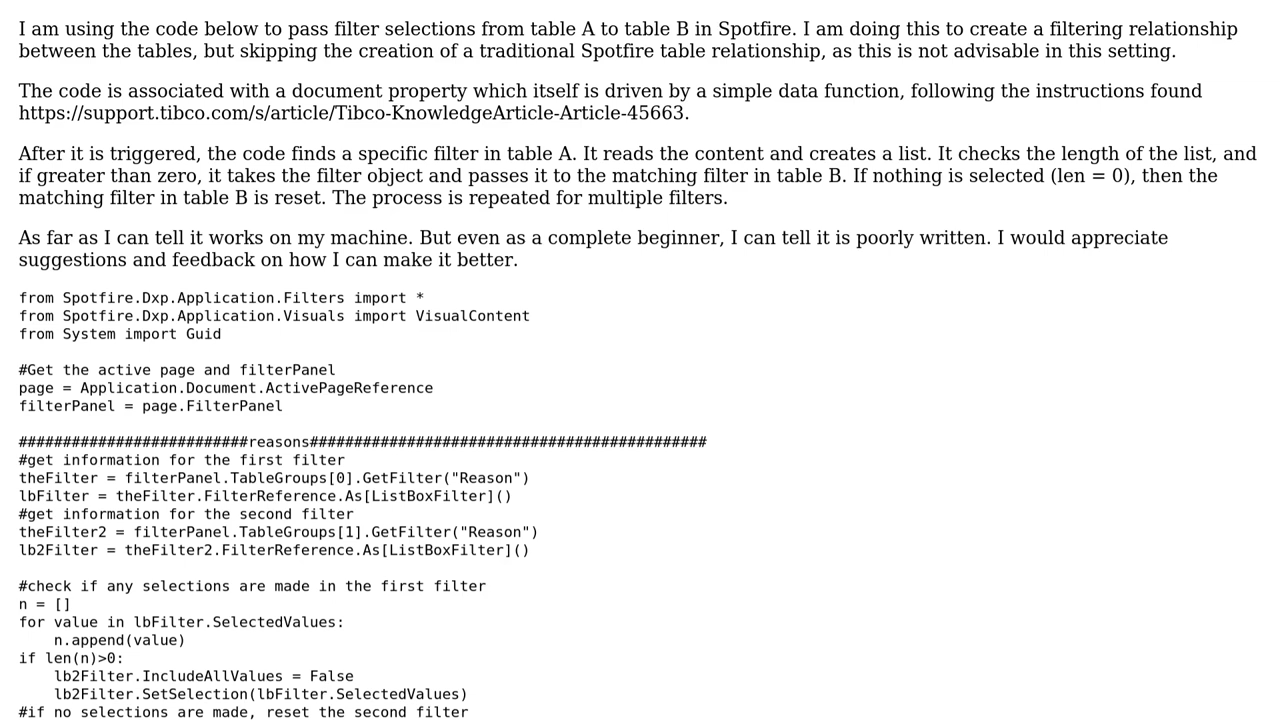 I am using the code below to pass filter selections from table A to table B in Spotfire. I am doing this to create a filtering relationship
between the tables, but skipping the creation of a traditional Spotfire table relationship, as this is not advisable in this setting.
The code is associated with a document property which itself is driven by a simple data function, following the instructions found
https://support.tibco.com/s/article/Tibco-KnowledgeArticle-Article-45663.
After it is triggered, the code finds a specific filter in table A. It reads the content and creates a list. It checks the length of the list, and
if greater than zero, it takes the filter object and passes it to the matching filter in table B. If nothing is selected (len = 0), then the
matching filter in table B is reset. The process is repeated for multiple filters.
As far as I can tell it works on my machine. But even as a complete beginner, I can tell it is poorly written. I would appreciate
suggestions and feedback on how I can make it better.
from Spotfire.Dxp.Application.Filters import *
from Spotfire.Dxp.Application.Visuals import VisualContent
from System import Guid
#Get the active page and filterPanel
page = Application.Document.ActivePageReference
filterPanel = page.FilterPanel
##########################reasons#############################################
#get information for the first filter
theFilter = filterPanel.TableGroups[0].GetFilter("Reason")
lbFilter = theFilter.FilterReference.As[ListBoxFilter]()
#get information for the second filter
theFilter2 = filterPanel.TableGroups[1].GetFilter("Reason")
lb2Filter = theFilter2.FilterReference.As[ListBoxFilter]()
#check if any selections are made in the first filter
n = []
for value in lbFilter.SelectedValues:
    n.append(value)
if len(n)>0:
    lb2Filter.IncludeAllValues = False
    lb2Filter.SetSelection(lbFilter.SelectedValues)
#if no selections are made, reset the second filter